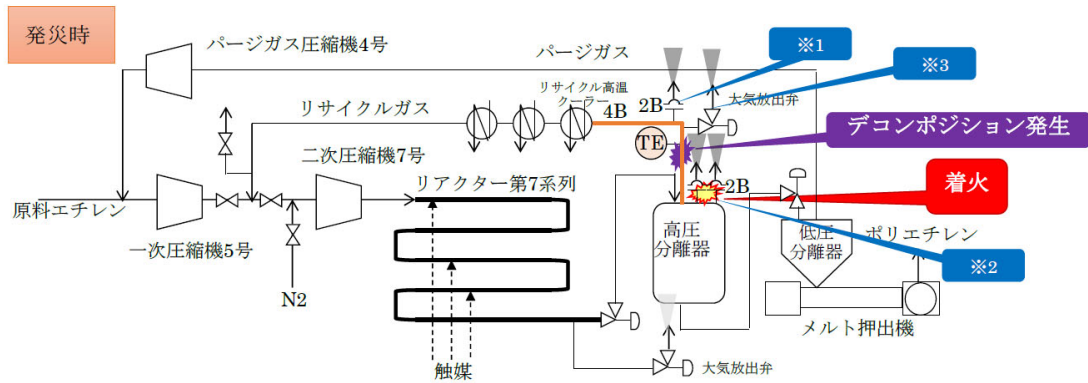 発災時
パージガス圧縮機4号
パージガス
※1
※3
リサイクルガス
リサイクル高温
クーラー
4B
2B
大気放出弁
デコンポジション発生
TE
二次圧縮機7号
リアクター第7系列
2B
着火
原料エチレン
高圧
分離器
低圧
分離器
ポリエチレン
一次圧縮機5号
※2
N2
メルト押出機
触媒
大気放出弁